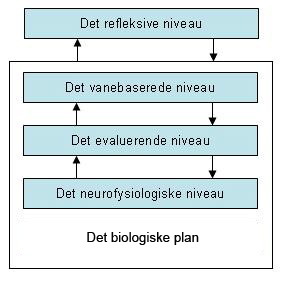 Det refleksive niveau
Det vanebaserede niveau
Det evaluerende niveau
Det neurofysiologiske niveau
Det biologiske plan